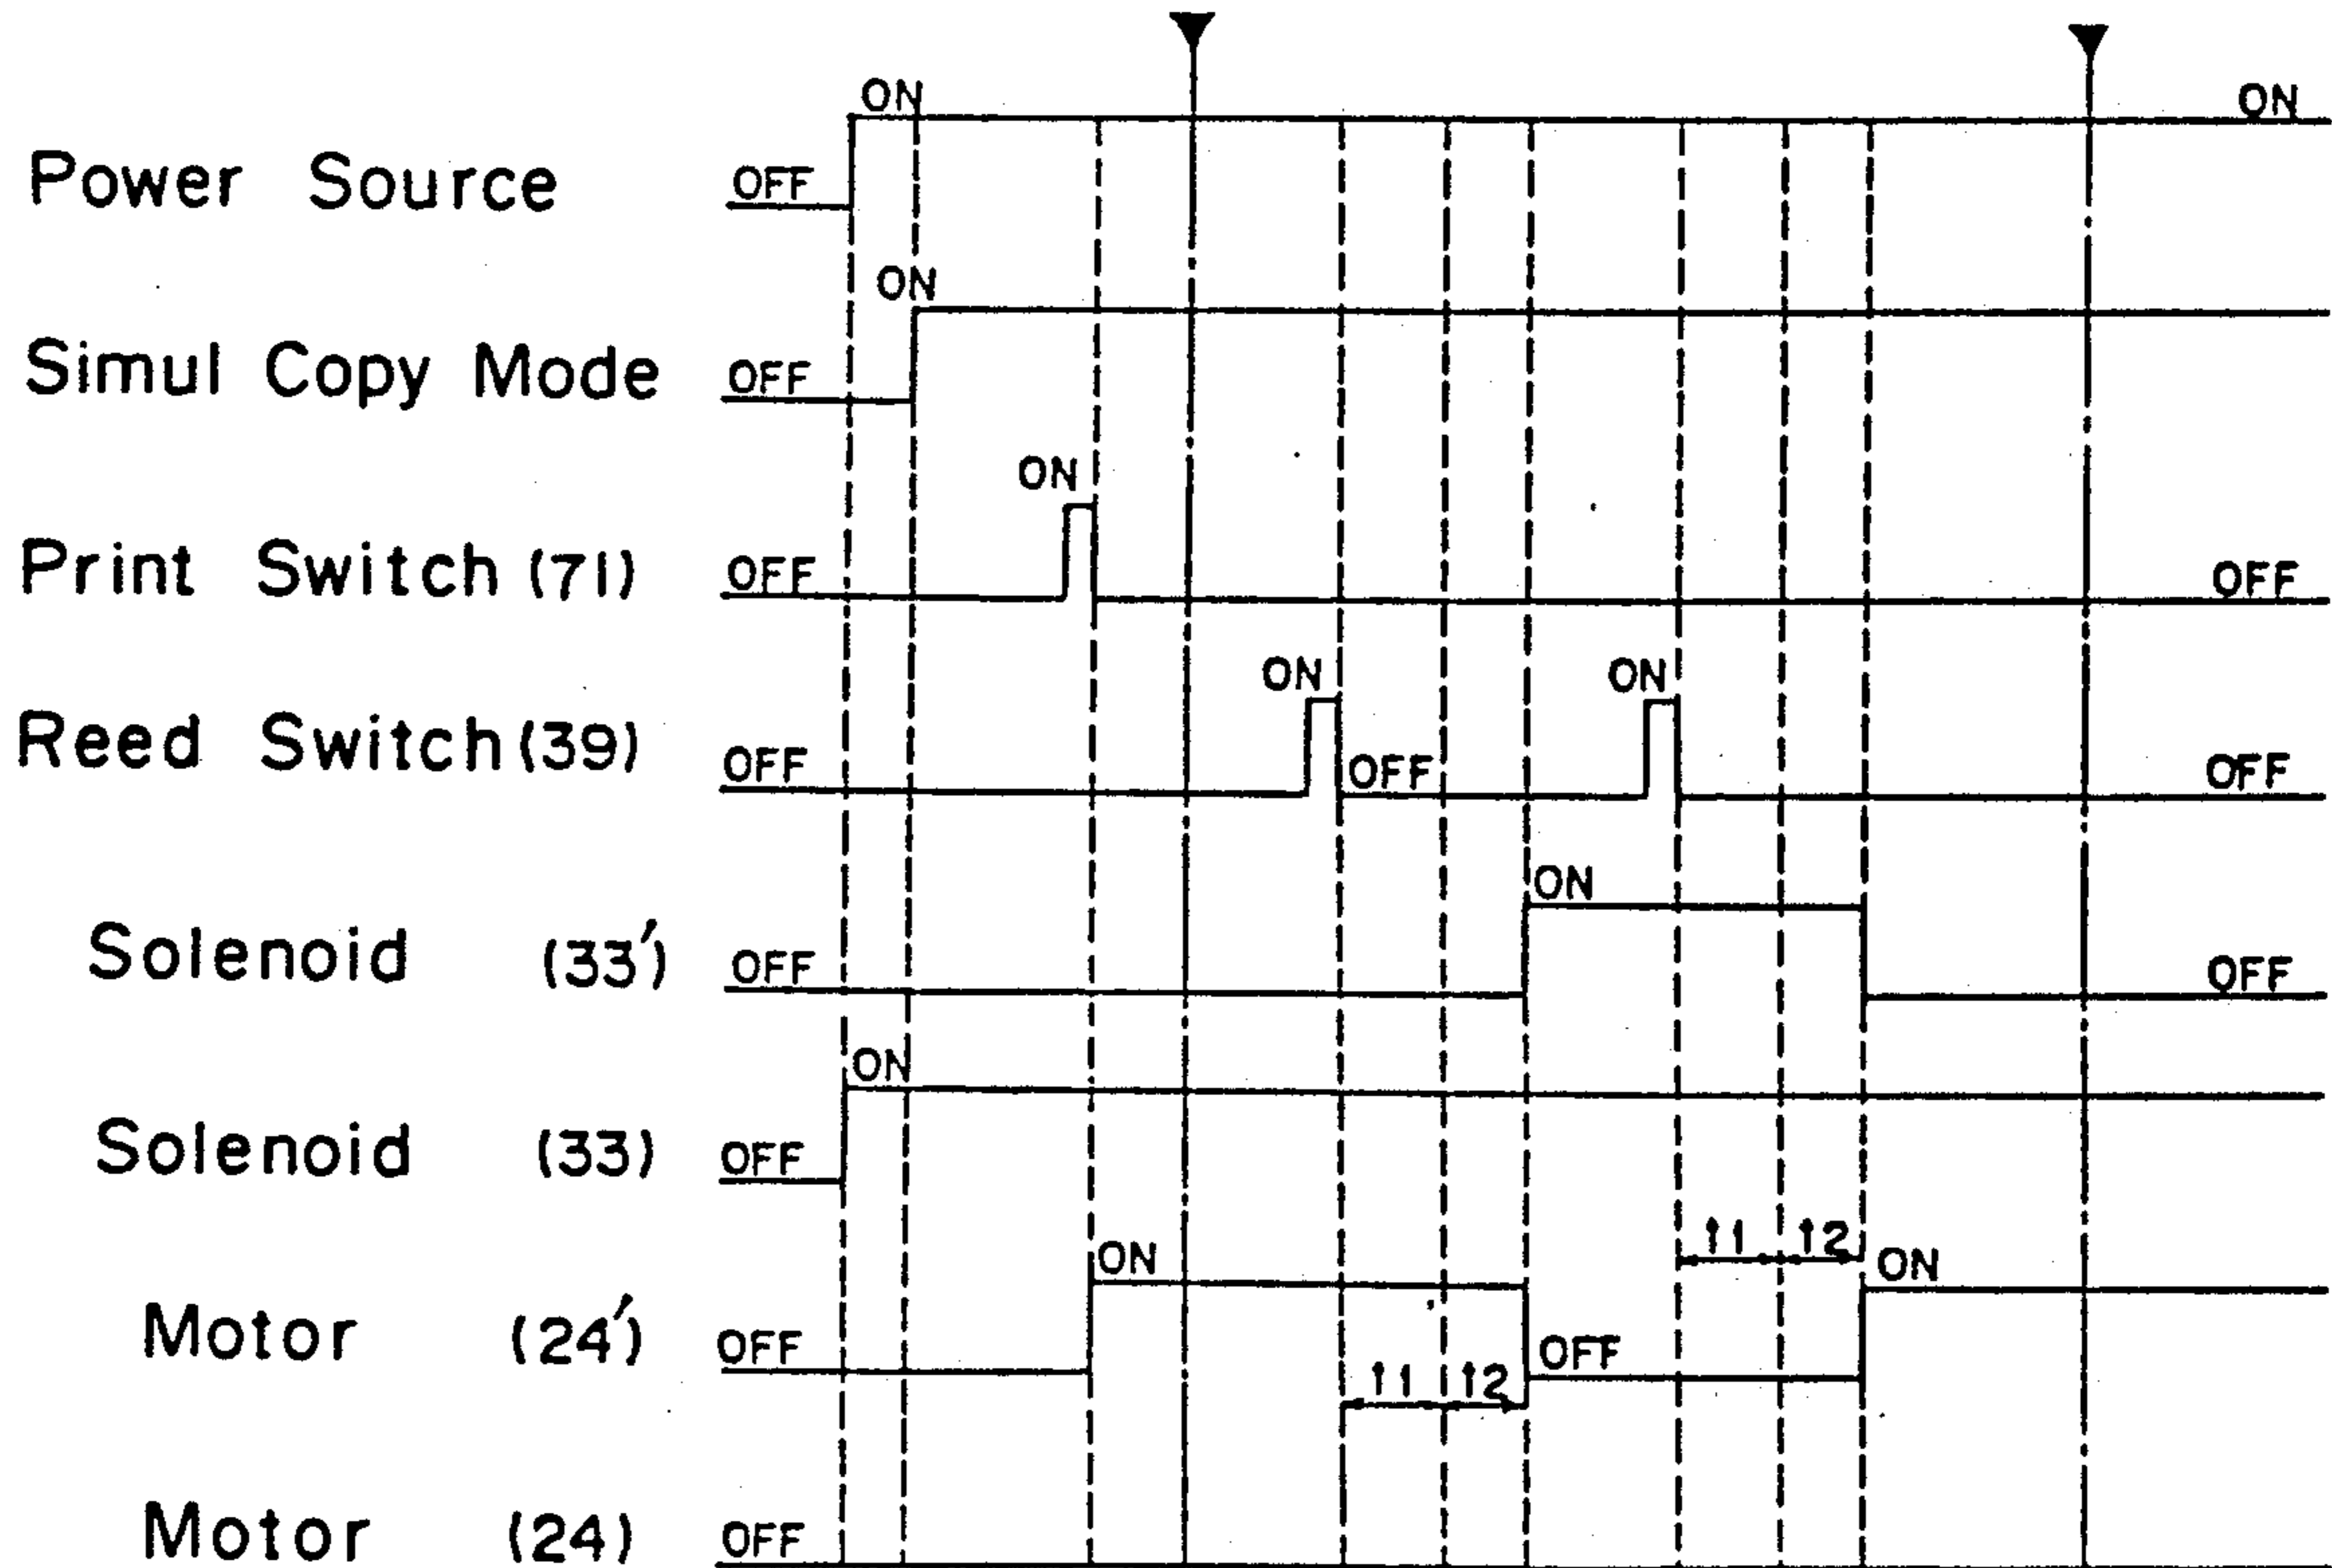 ON ON
Power Source OFF
ON
Simul Copy Mode OFF
ON
Print Switch (71) OFF OFF
ON ON
Reed Switch (39) OFF OFF OFF
ON
Solenoid (33′) OFF OFF
ON
Solenoid (33) OFF
t1 t2
ON ON
Motor (24′) OFF OFF
t1 t2
Motor (24) OFF